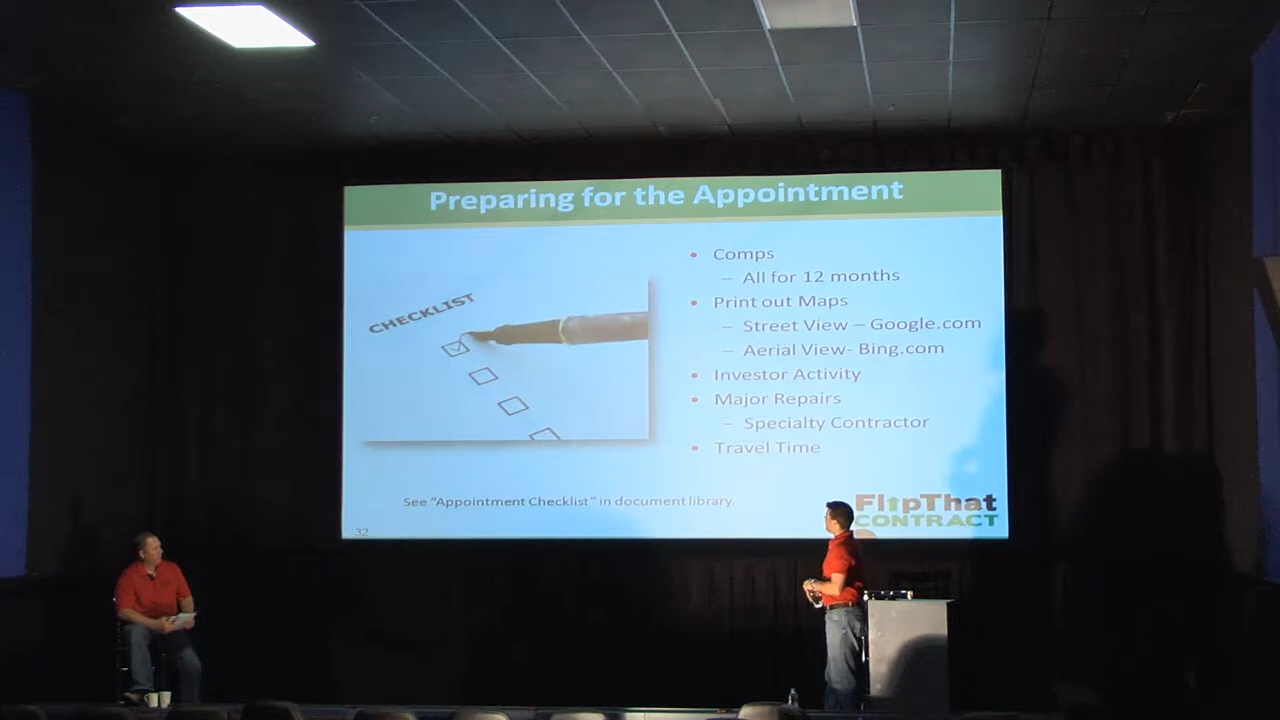 Preparing for the Appointment
CHECKLIST
• Comps
– All for 12 months
• Print out Maps
– Street View – Google.com
– Aerial View- Bing.com
• Investor Activity
• Major Repairs
– Specialty Contractor
• Travel Time
See "Appointment Checklist" in document library.
32
FlipThat
CONTRACT